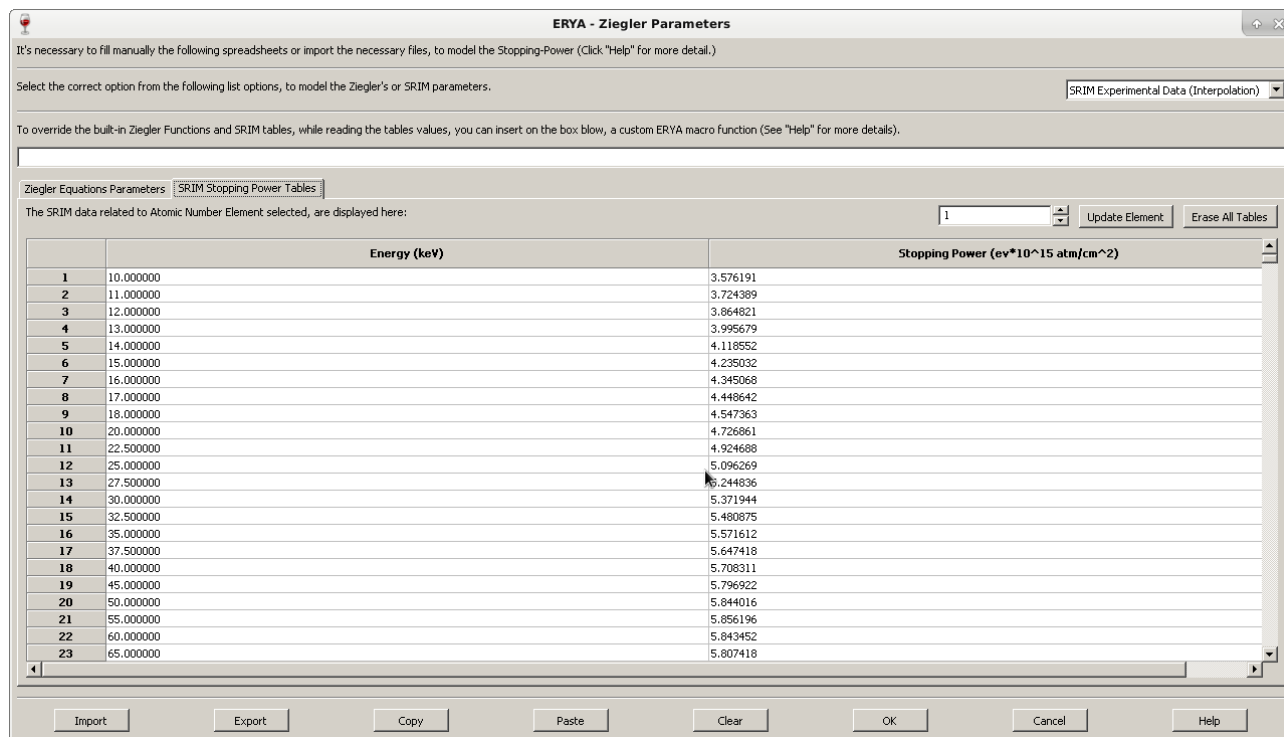 ERYA - Ziegler Parameters
It's necessary to fill manually the following spreadsheets or import the necessary files, to model the Stopping-Power (Click "Help" for more detail.)
Select the correct option from the following list options, to model the Ziegler's or SRIM parameters.
SRIM Experimental Data (Interpolation)
To override the built-in Ziegler Functions and SRIM tables, while reading the tables values, you can insert on the box blow, a custom ERYA macro function (See "Help" for more details).
Ziegler Equations Parameters SRIM Stopping Power Tables
The SRIM data related to Atomic Number Element selected, are displayed here: 1 Update Element Erase All Tables
Energy (keV) Stopping Power (ev*10^15 atm/cm^2)
1 10.000000 3.576191
2 11.000000 3.724389
3 12.000000 3.864821
4 13.000000 3.995679
5 14.000000 4.118552
6 15.000000 4.235032
7 16.000000 4.345068
8 17.000000 4.448642
9 18.000000 4.547363
10 20.000000 4.726861
11 22.500000 4.924688
12 25.000000 5.096269
13 27.500000 5.244836
14 30.000000 5.371944
15 32.500000 5.480875
16 35.000000 5.571612
17 37.500000 5.647418
18 40.000000 5.708311
19 45.000000 5.796922
20 50.000000 5.844016
21 55.000000 5.856196
22 60.000000 5.843452
23 65.000000 5.807418
Import Export Copy Paste Clear OK Cancel Help